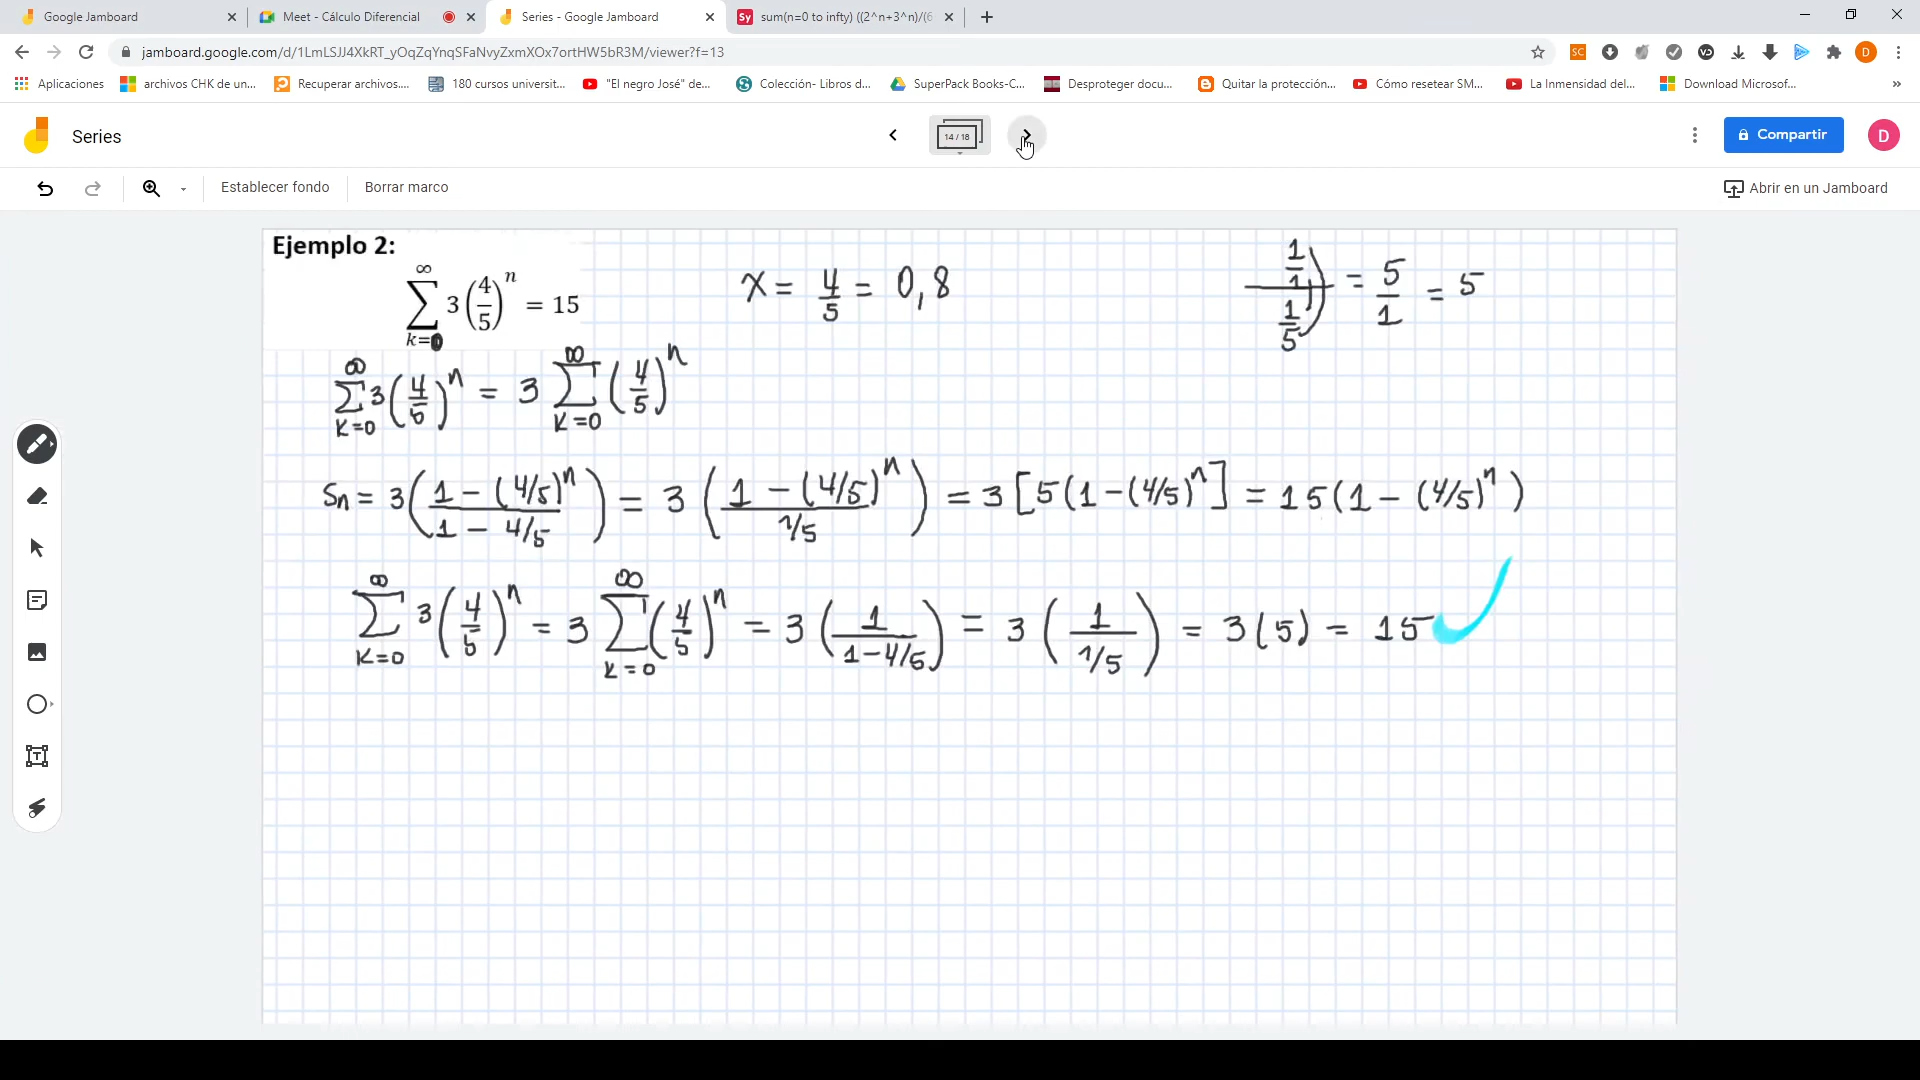 Google Jamboard
Meet - Cálculo Diferencial
Series - Google Jamboard
Sy sum(n=0 to infty) ((2^n+3^n)/(6
jamboard.google.com/d/1LmLSJJ4XkRT_yOqZqYnqSFaNvyZxmXOx7ortHW5bR3M/viewer?f=13
SC
D
Aplicaciones
archivos CHK de un...
Recuperar archivos....
180 cursos universit...
"El negro José" de...
Colección- Libros d...
SuperPack Books-C...
Desproteger docu...
Quitar la protección...
Cómo resetear SM...
La Inmensidad del...
Download Microsof...
»
Series
14 / 18
Compartir
D
Establecer fondo
Borrar marco
Abrir en un Jamboard
Ejemplo 2:
∞ ∑ k=0 3(4/5)^n = 15
x = 4/5 = 0,8
(1/1)/(1/5) = 5/1 = 5
∞ ∑ K=0 3(4/5)^n = 3 ∞ ∑ K=0 (4/5)^n
Sn = 3((1 - (4/5)^n)/(1 - 4/5)) = 3((1 - (4/5)^n)/(1/5)) = 3[5(1-(4/5)^n] = 15(1-(4/5)^n)
∞ ∑ K=0 3(4/5)^n = 3 ∞ ∑ K=0 (4/5)^n = 3(1/(1-4/5)) = 3(1/(1/5)) = 3(5) = 15